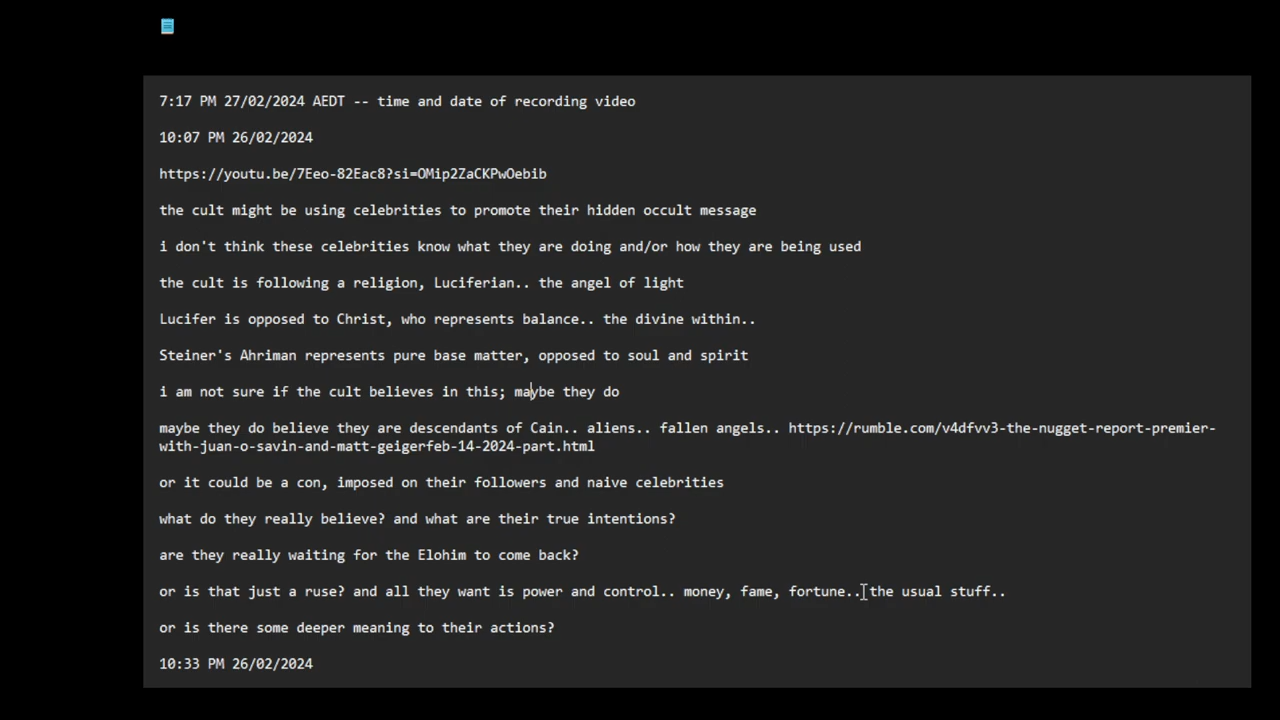 7:17 PM 27/02/2024 AEDT -- time and date of recording video
10:07 PM 26/02/2024
https://youtu.be/7Eeo-82Eac8?si=OMip2ZaCKPwOebib
the cult might be using celebrities to promote their hidden occult message
i don't think these celebrities know what they are doing and/or how they are being used
the cult is following a religion, Luciferian.. the angel of light
Lucifer is opposed to Christ, who represents balance.. the divine within..
Steiner's Ahriman represents pure base matter, opposed to soul and spirit
i am not sure if the cult believes in this; maybe they do
maybe they do believe they are descendants of Cain.. aliens.. fallen angels.. https://rumble.com/v4dfvv3-the-nugget-report-premier-
with-juan-o-savin-and-matt-geigerfeb-14-2024-part.html
or it could be a con, imposed on their followers and naive celebrities
what do they really believe? and what are their true intentions?
are they really waiting for the Elohim to come back?
or is that just a ruse? and all they want is power and control.. money, fame, fortune.. the usual stuff..
or is there some deeper meaning to their actions?
10:33 PM 26/02/2024